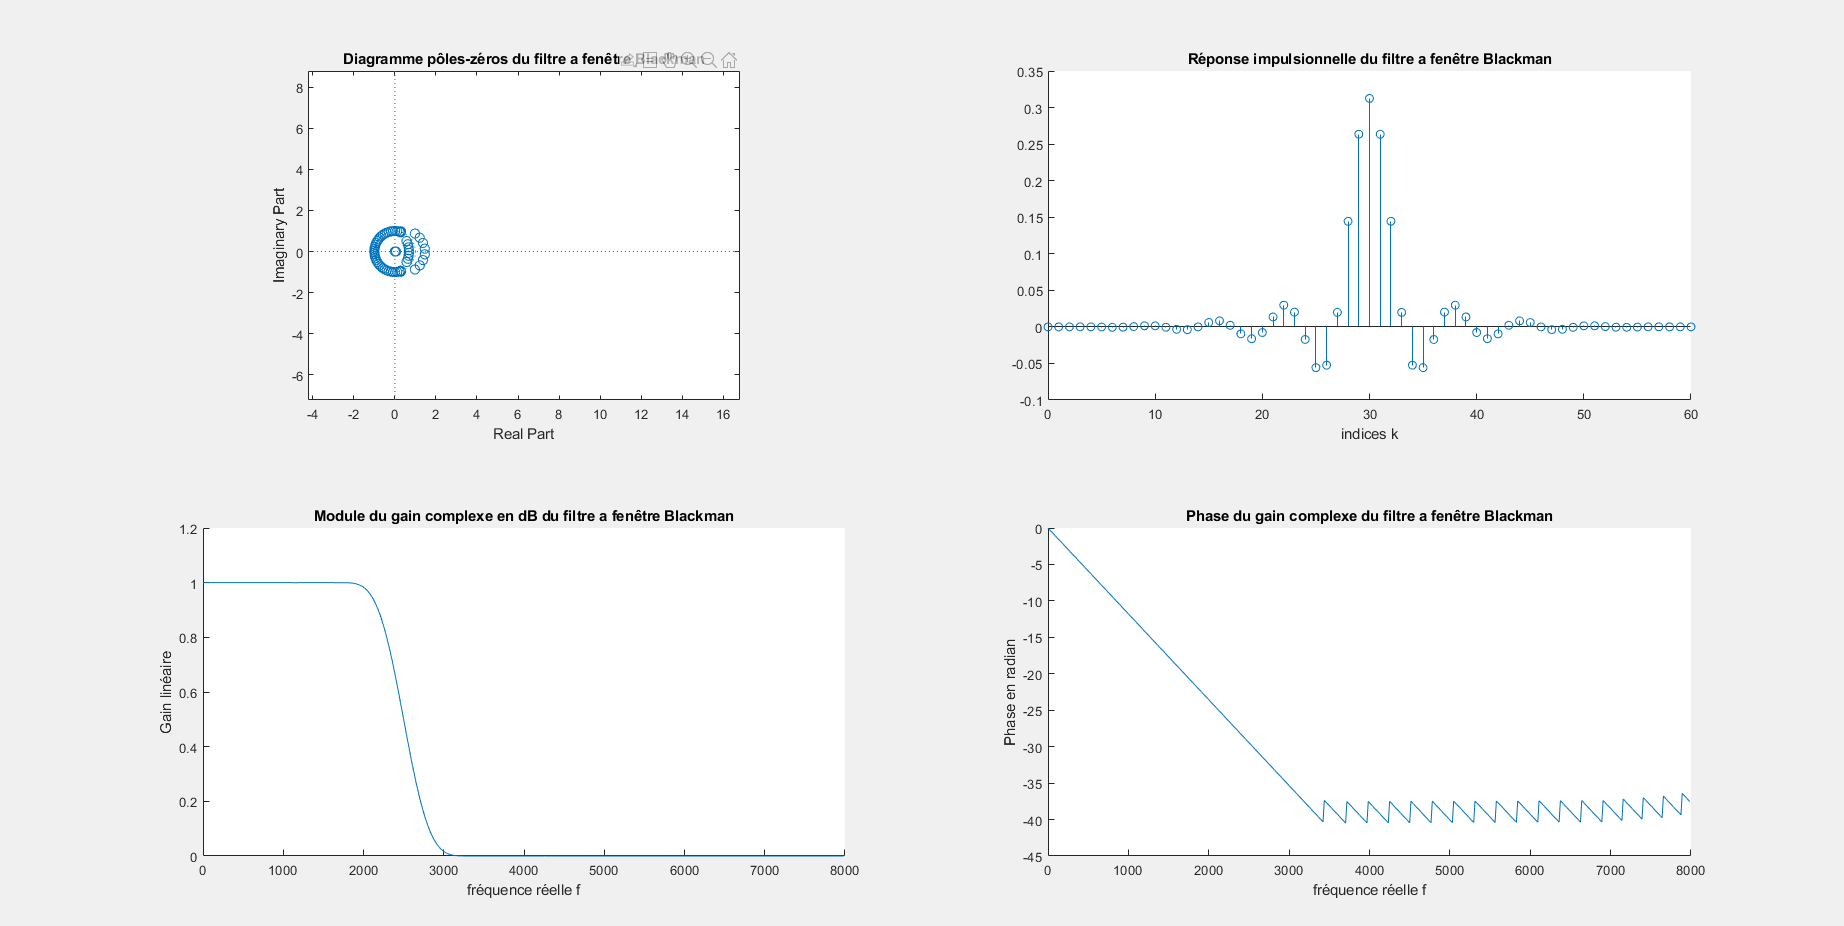 Diagramme pôles-zéros du filtre a fenêtre Blackman
8
6
4
2
0
-2
-4
-6
Imaginary Part
-4 -2 0 2 4 6 8 10 12 14 16
Real Part
Réponse impulsionnelle du filtre a fenêtre Blackman
0.35
0.3
0.25
0.2
0.15
0.1
0.05
0
-0.05
-0.1
0 10 20 30 40 50 60
indices k
Module du gain complexe en dB du filtre a fenêtre Blackman
1.2
1
0.8
0.6
0.4
0.2
0
Gain linéaire
0 1000 2000 3000 4000 5000 6000 7000 8000
fréquence réelle f
Phase du gain complexe du filtre a fenêtre Blackman
0
-5
-10
-15
-20
-25
-30
-35
-40
-45
Phase en radian
0 1000 2000 3000 4000 5000 6000 7000 8000
fréquence réelle f